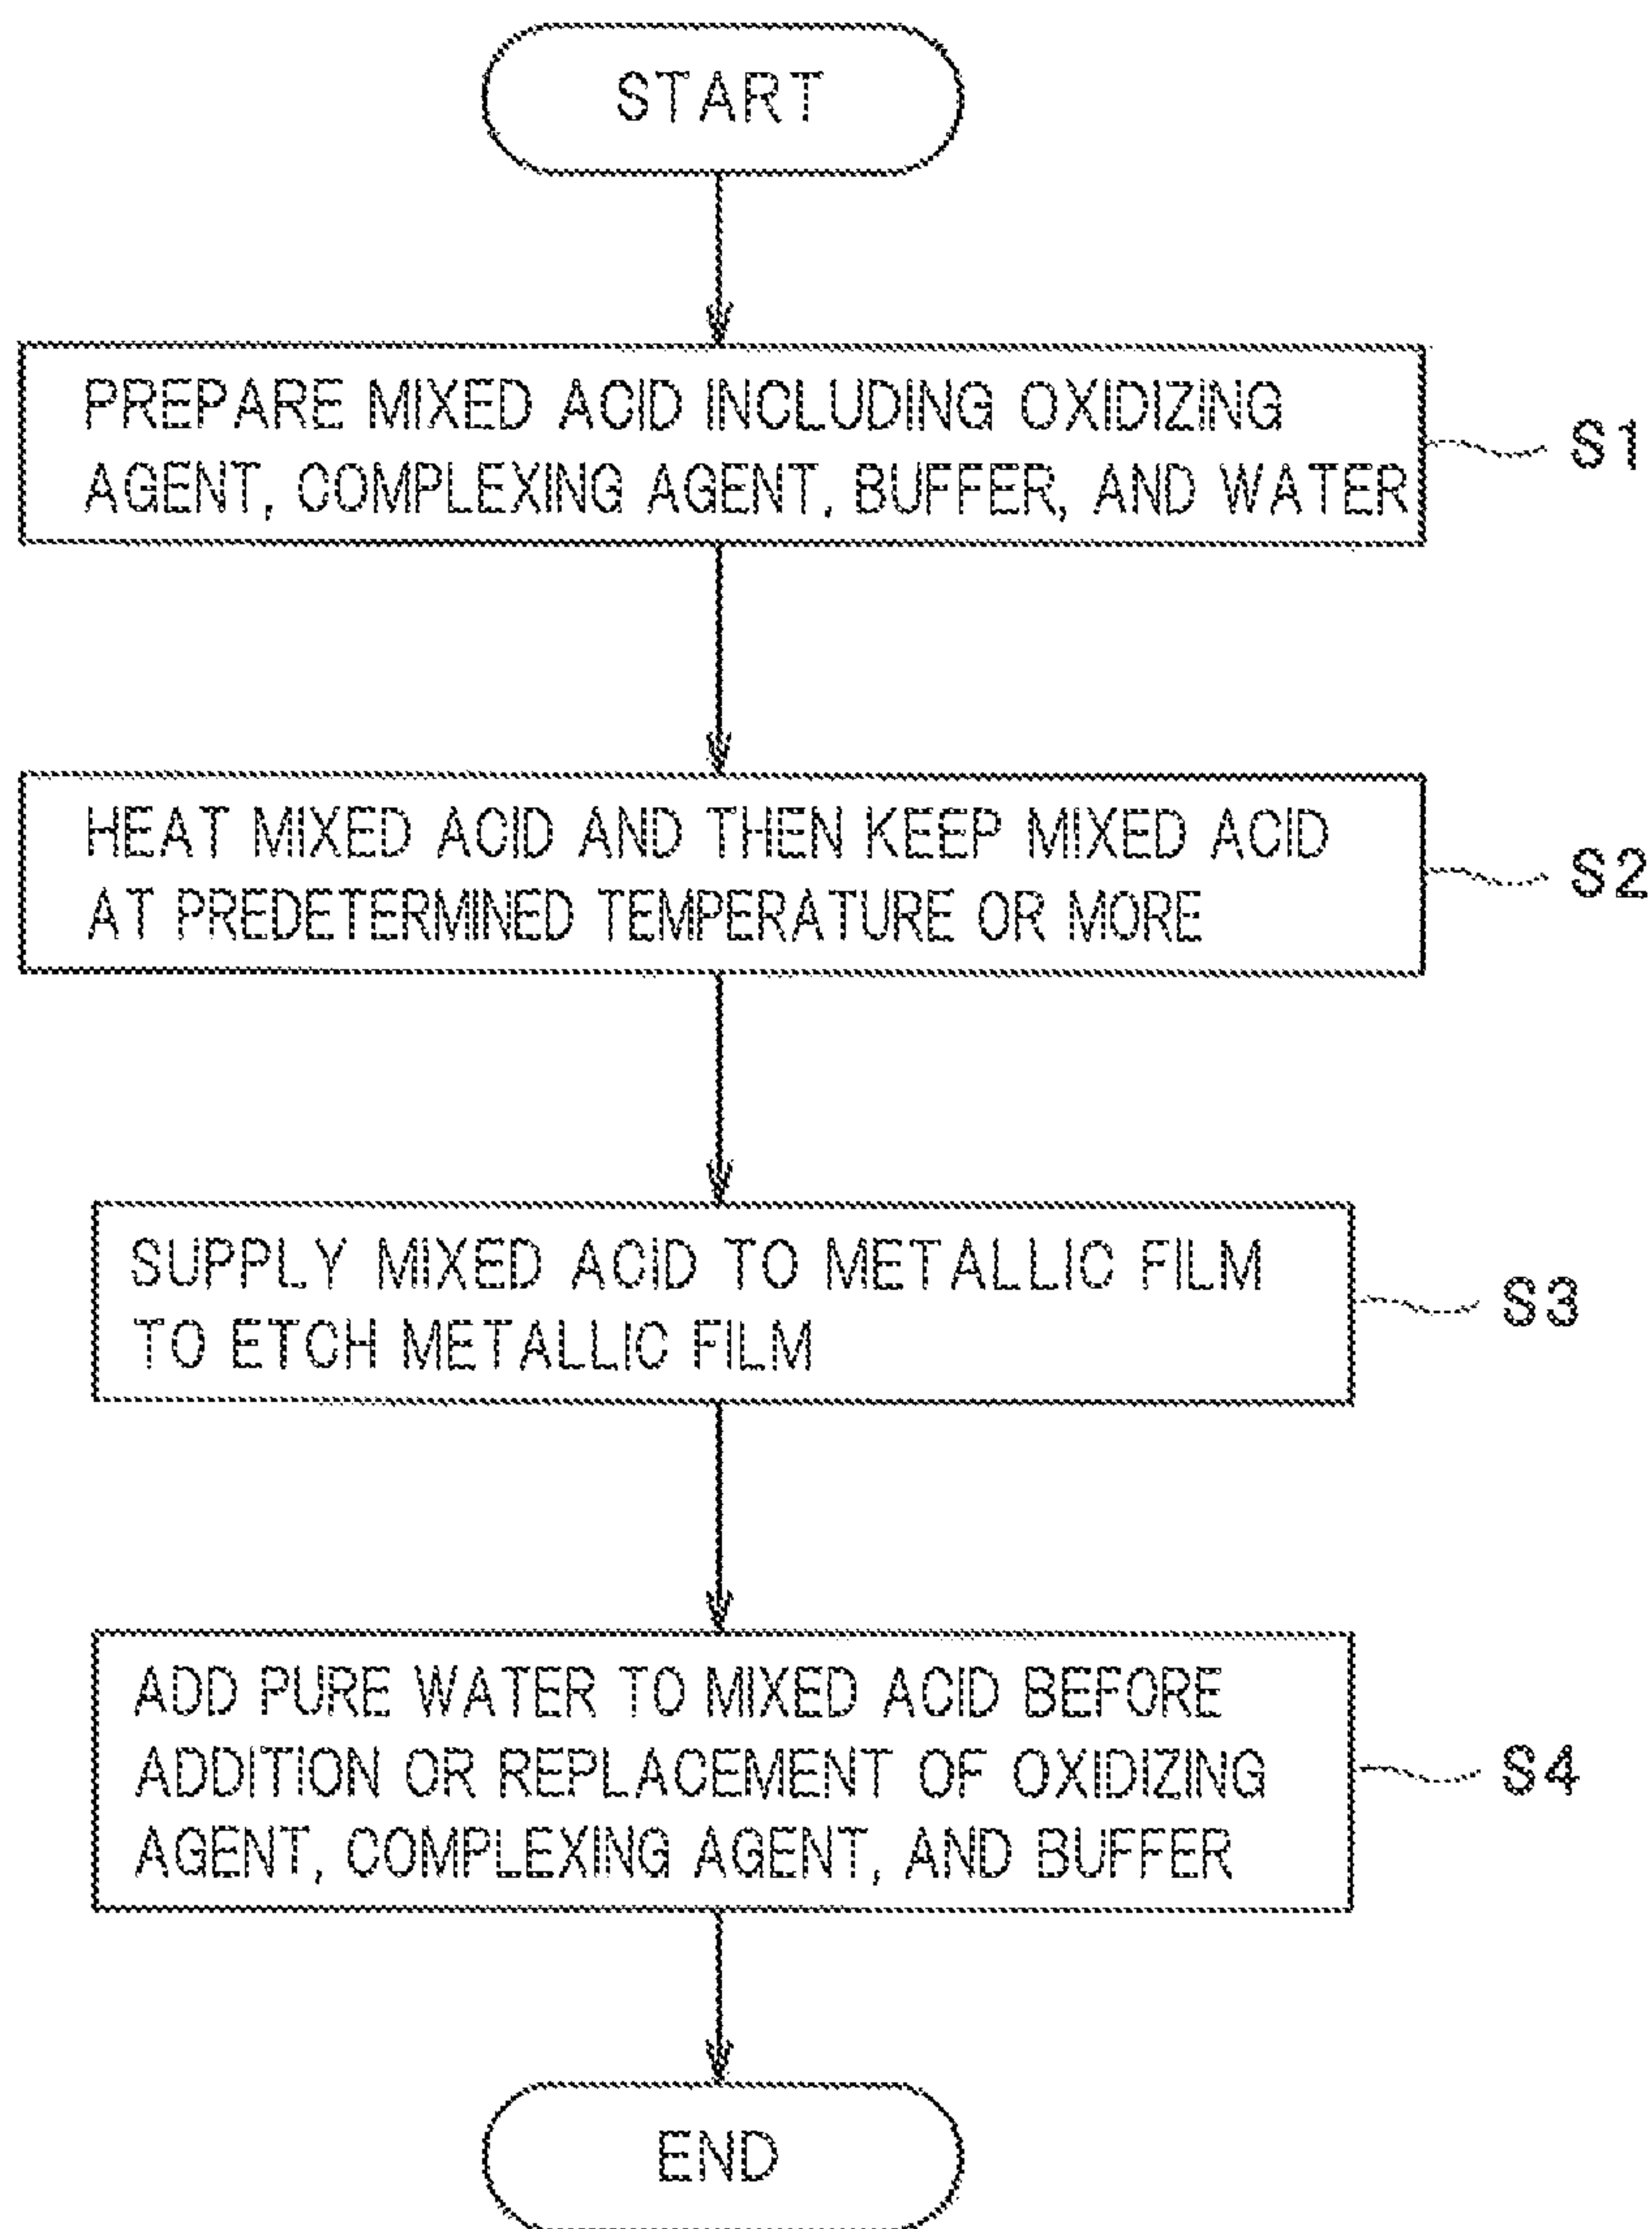 START
PREPARE MIXED ACID INCLUDING OXIDIZING
AGENT, COMPLEXING AGENT, BUFFER, AND WATER
S1
HEAT MIXED ACID AND THEN KEEP MIXED ACID
AT PREDETERMINED TEMPERATURE OR MORE
S2
SUPPLY MIXED ACID TO METALLIC FILM
TO ETCH METALLIC FILM
S3
ADD PURE WATER TO MIXED ACID BEFORE
ADDITION OR REPLACEMENT OF OXIDIZING
AGENT, COMPLEXING AGENT, AND BUFFER
S4
END